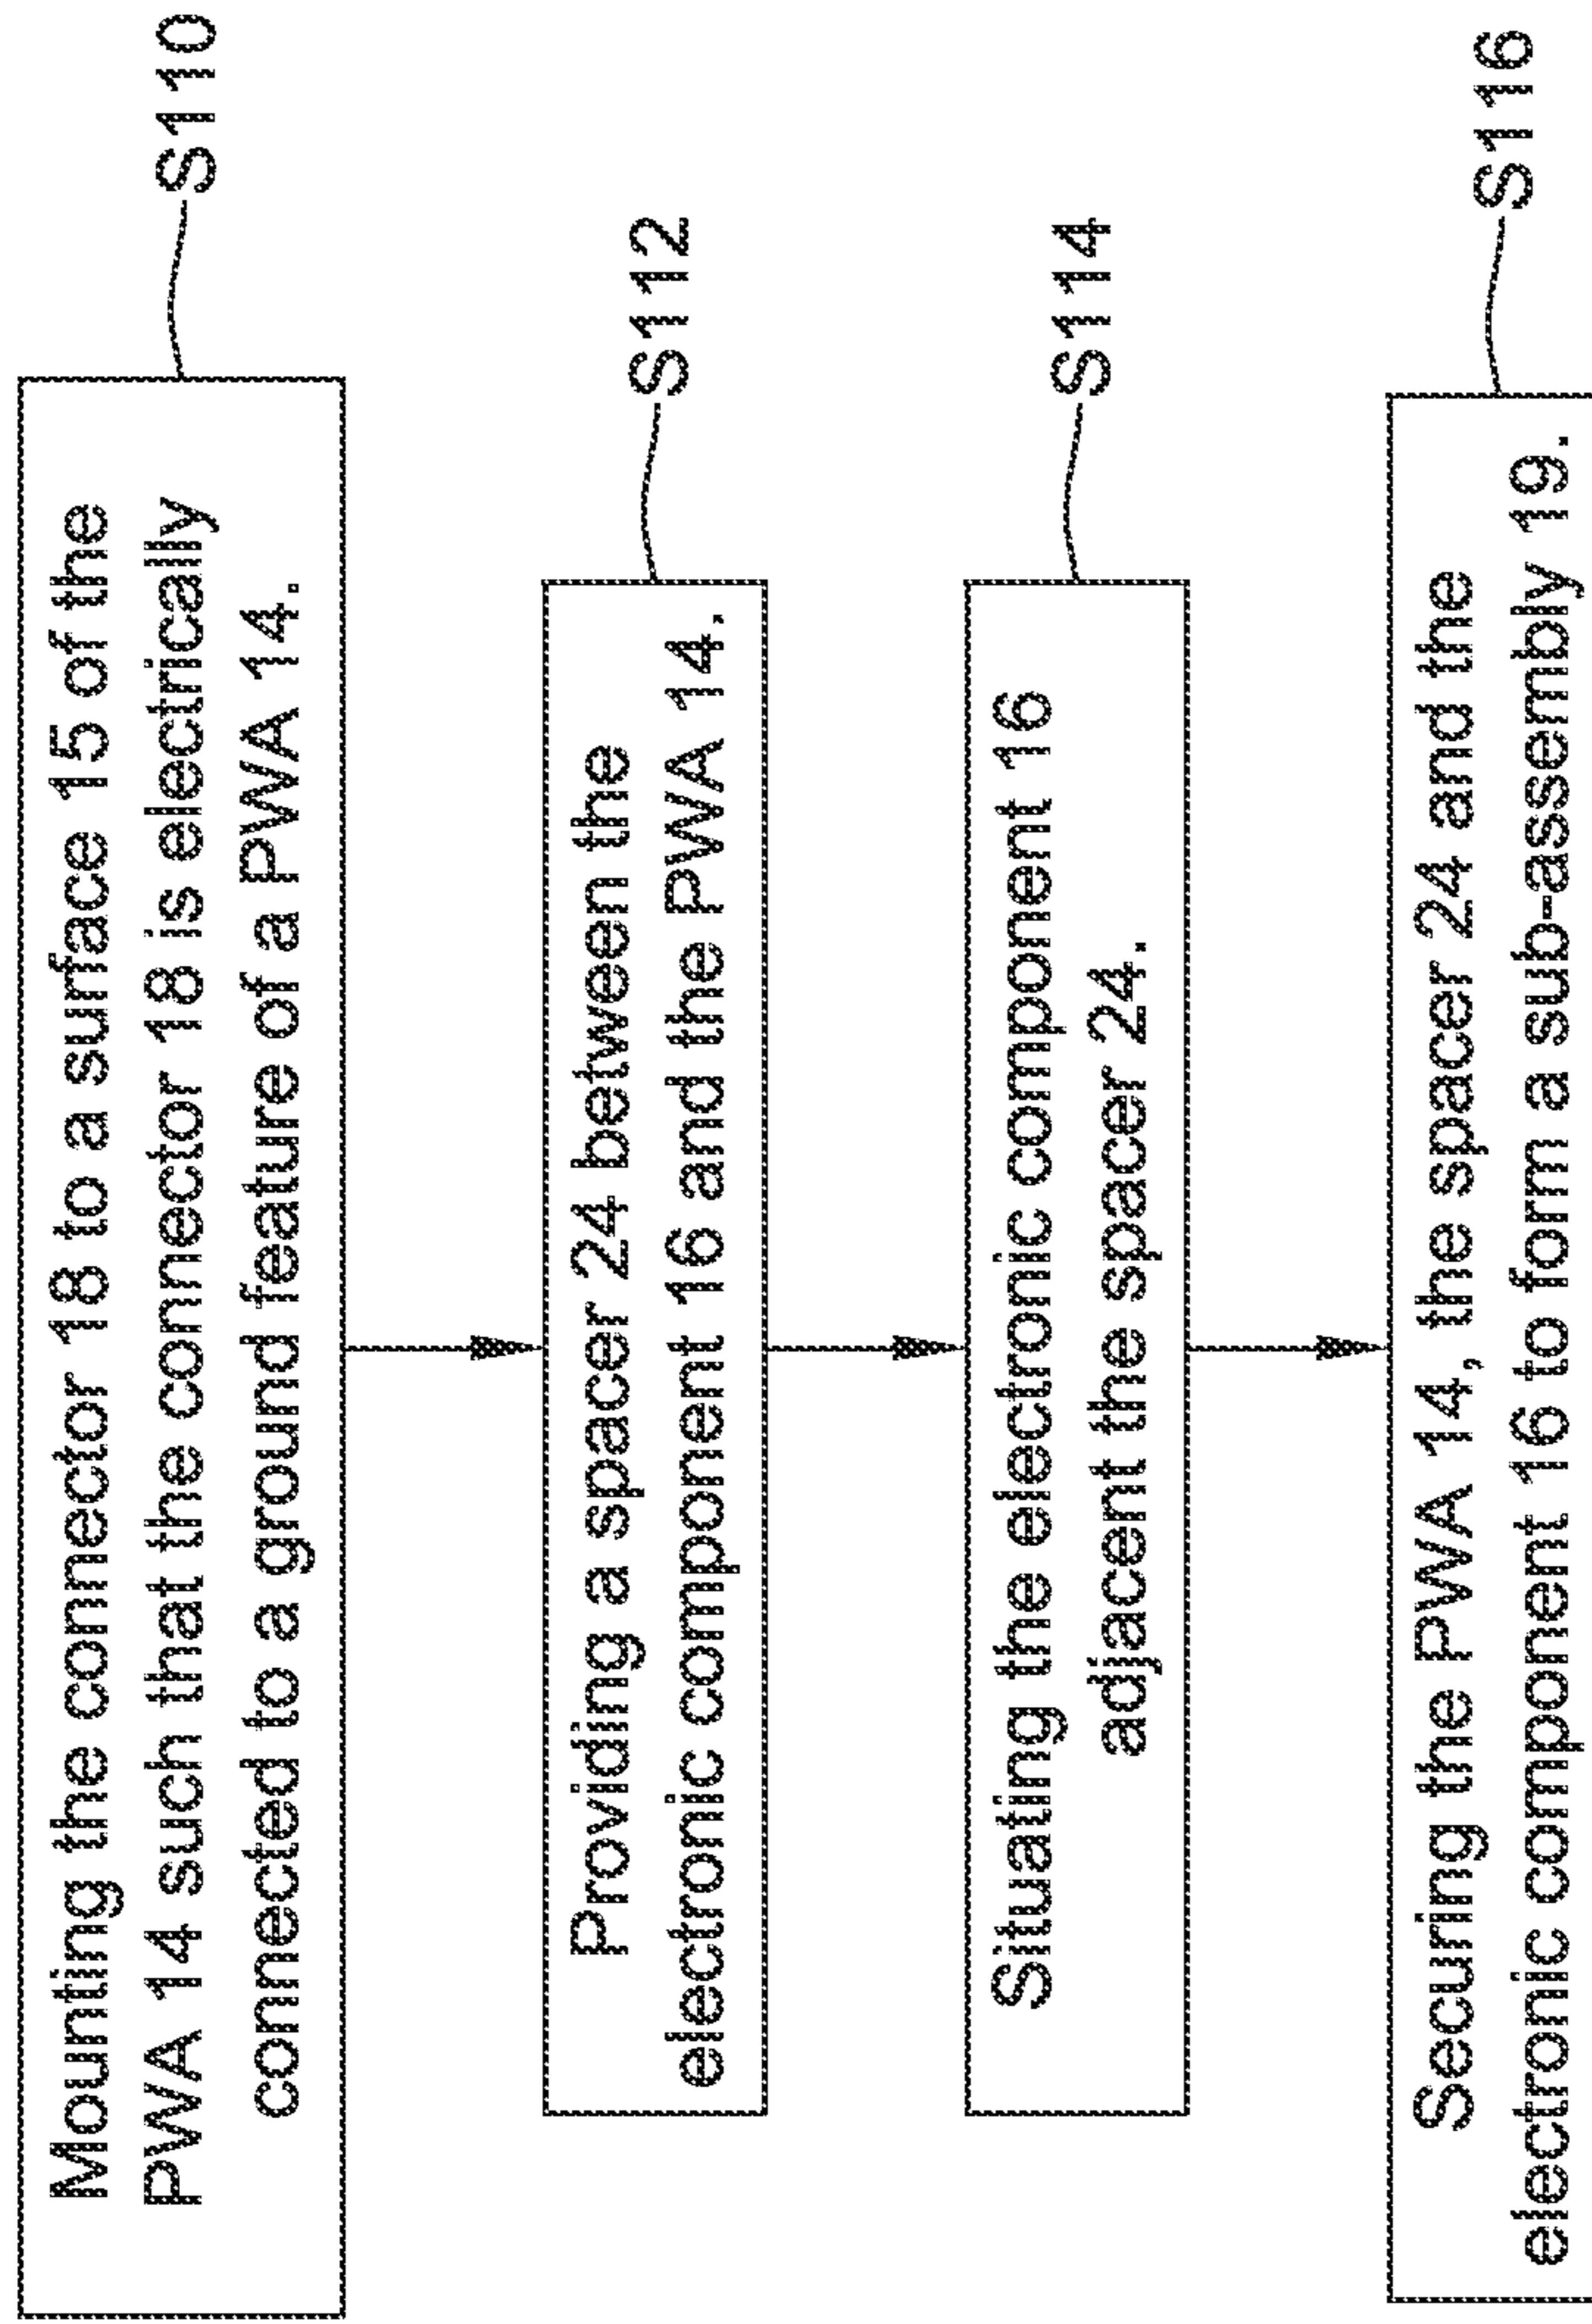 Mounting the connector 18 to a surface 15 of the
PWA 14 such that the connector 18 is electrically
connected to a ground feature of a PWA 14.
S110
Providing a spacer 24 between the
electronic component 16 and the PWA 14.
S112
Situating the electronic component 16
adjacent the spacer 24.
S114
Securing the PWA 14, the spacer 24 and the
electronic component 16 to form a sub-assembly 19.
S116